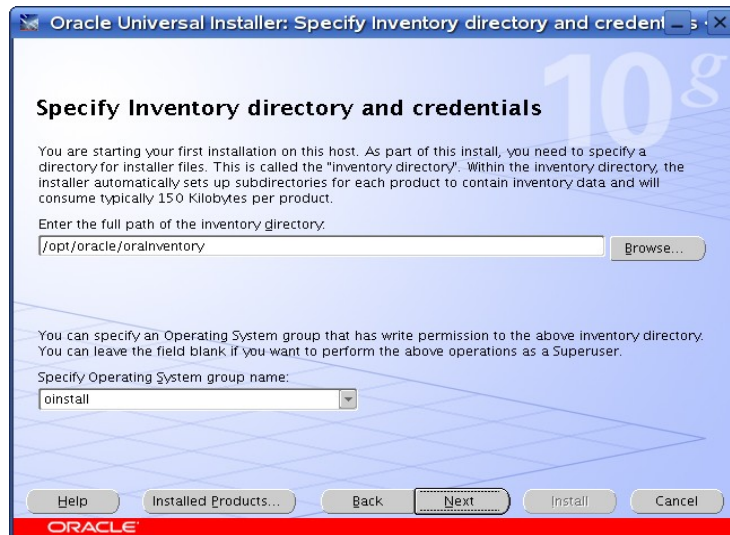 Oracle Universal Installer: Specify Inventory directory and credentials
10g
Specify Inventory directory and credentials
You are starting your first installation on this host. As part of this install, you need to specify a
directory for installer files. This is called the "inventory directory". Within the inventory directory, the
installer automatically sets up subdirectories for each product to contain inventory data and will
consume typically 150 Kilobytes per product.
Enter the full path of the inventory directory:
/opt/oracle/oraInventory
Browse...
You can specify an Operating System group that has write permission to the above inventory directory.
You can leave the field blank if you want to perform the above operations as a Superuser.
Specify Operating System group name:
oinstall
Help Installed Products... Back Next Install Cancel
ORACLE